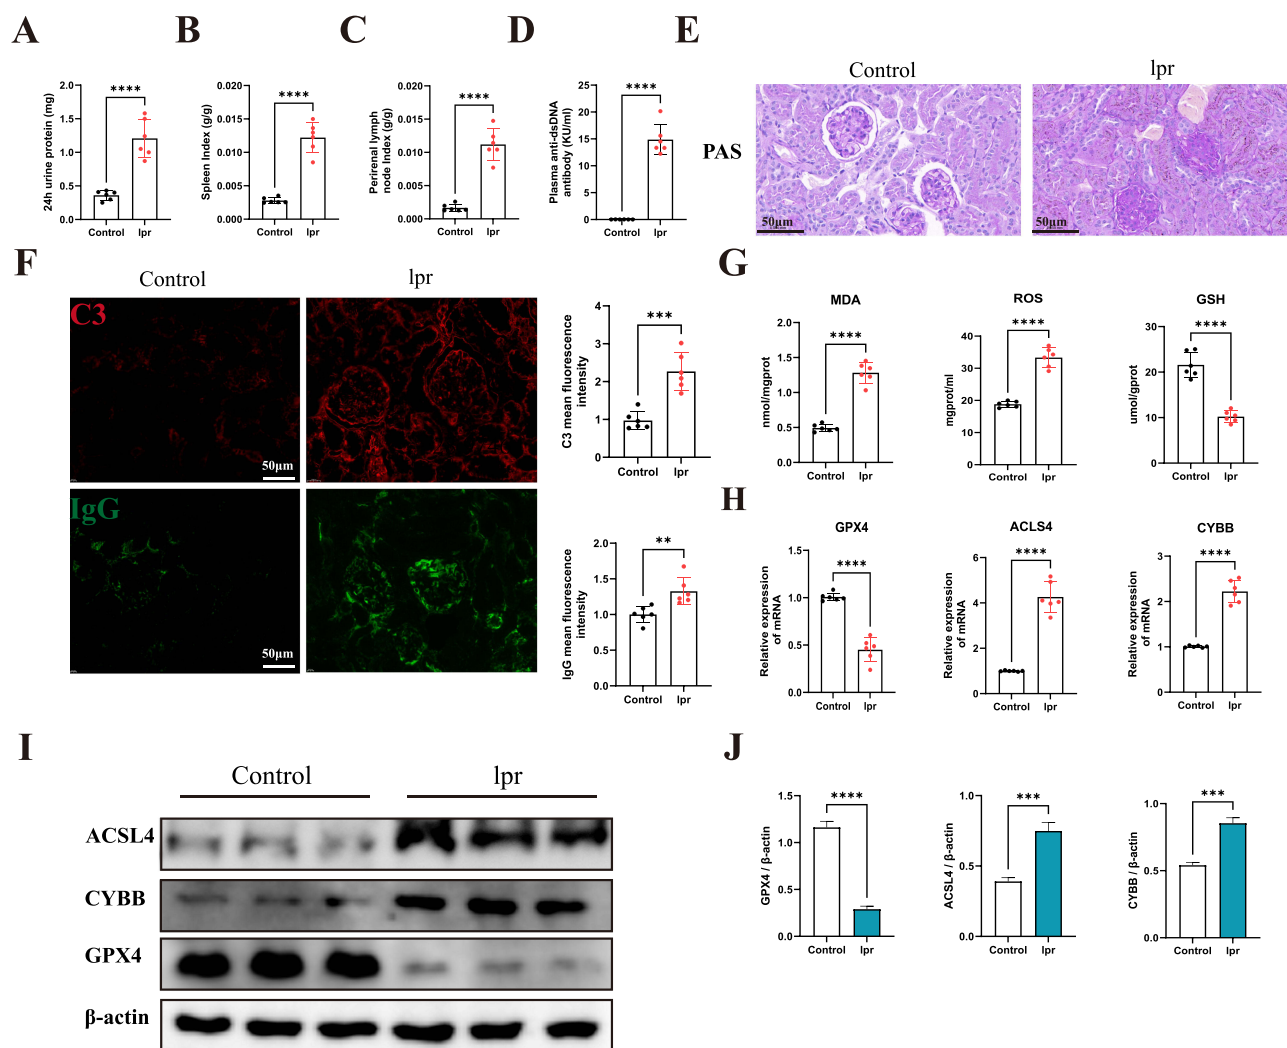 A
B
C
D
E
24h urine protein (mg)
2.0
1.5
1.0
0.5
0.0
****
Control
lpr
Spleen Index (g/g)
0.020
0.015
0.010
0.005
0.000
****
Control
lpr
Perirenal lymph
node Index (g/g)
0.020
0.015
0.010
0.005
0.000
****
Control
lpr
Plasma anti-dsDNA
antibody (KU/ml)
25
20
15
10
5
0
****
Control
lpr
Control
lpr
PAS
50μm
50μm
F
Control
lpr
C3
50μm
IgG
50μm
C3 mean fluorescence
intensity
4
3
2
1
0
***
Control
lpr
IgG mean fluorescence
intensity
2.0
1.5
1.0
0.5
0.0
**
Control
lpr
G
MDA
nmol/mgprot
2.0
1.5
1.0
0.5
0.0
****
Control
lpr
ROS
mgprot/ml
60
40
20
0
****
Control
lpr
GSH
umol/gprot
30
20
10
0
****
Control
lpr
H
GPX4
Relative expression
of mRNA
1.5
1.0
0.5
0.0
****
Control
lpr
ACLS4
Relative expression
of mRNA
6
4
2
0
****
Control
lpr
CYBB
Relative expression
of mRNA
3
2
1
0
****
Control
lpr
I
Control
lpr
ACSL4
CYBB
GPX4
β-actin
J
GPX4 / β-actin
1.5
1.0
0.5
0.0
****
Control
lpr
ACSL4 / β-actin
1.0
0.5
0.0
***
Control
lpr
CYBB / β-actin
1.0
0.5
0.0
***
Control
lpr